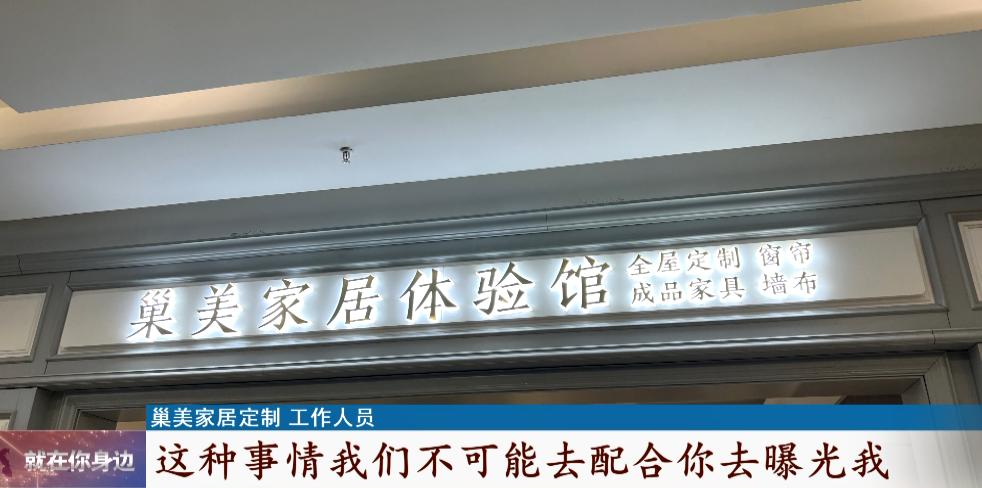 巢美家居体验馆
全屋定制 窗帘
成品家具 墙布
巢美家居定制 工作人员
就在你身边
这种事情我们不可能去配合你去曝光我